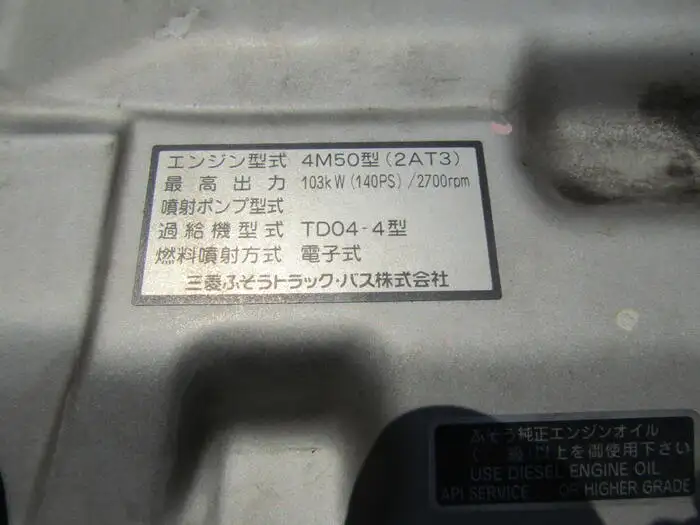 エンジン型式 4M50型(2AT3)
最高出力 103kW(140PS)/2700rpm
噴射ポンプ型式
過給機型式 TD04-4型
燃料噴射方式 電子式
三菱ふそうトラック・バス株式会社
ふそう純正エンジンオイル
級)以上を御使用下さい
USE DIESEL ENGINE OIL
API SERVICE OR HIGHER GRADE